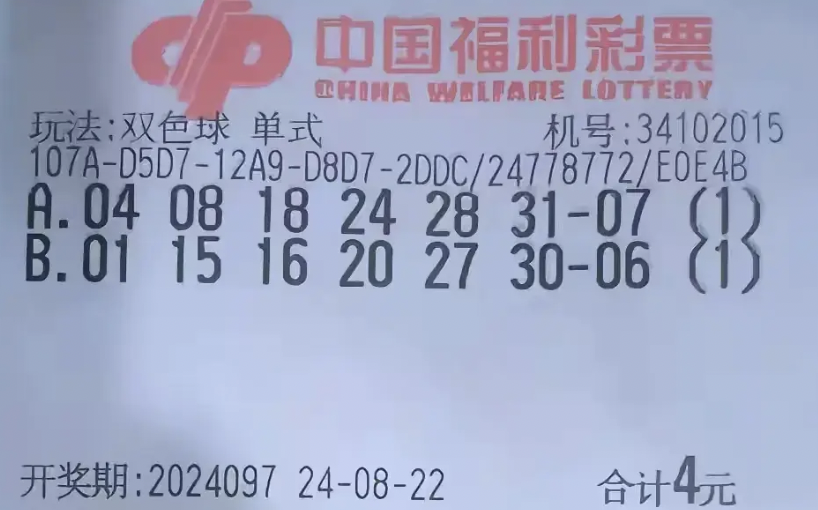 中国福利彩票
CHINA WELFARE LOTTERY
玩法:双色球 单式 机号:34102015
107A-D5D7-12A9-D8D7-2DDC/24778772/E0E4B
A.04 08 18 24 28 31-07 (1)
B.01 15 16 20 27 30-06 (1)
开奖期:2024097 24-08-22 合计4元